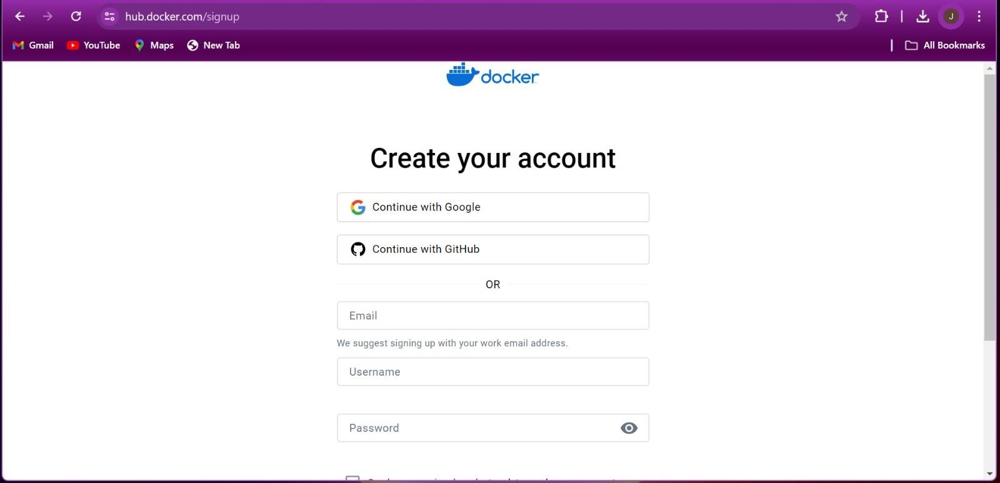 hub.docker.com/signup
J
Gmail
YouTube
Maps
New Tab
All Bookmarks
docker
Create your account
Continue with Google
Continue with GitHub
OR
Email
We suggest signing up with your work email address.
Username
Password